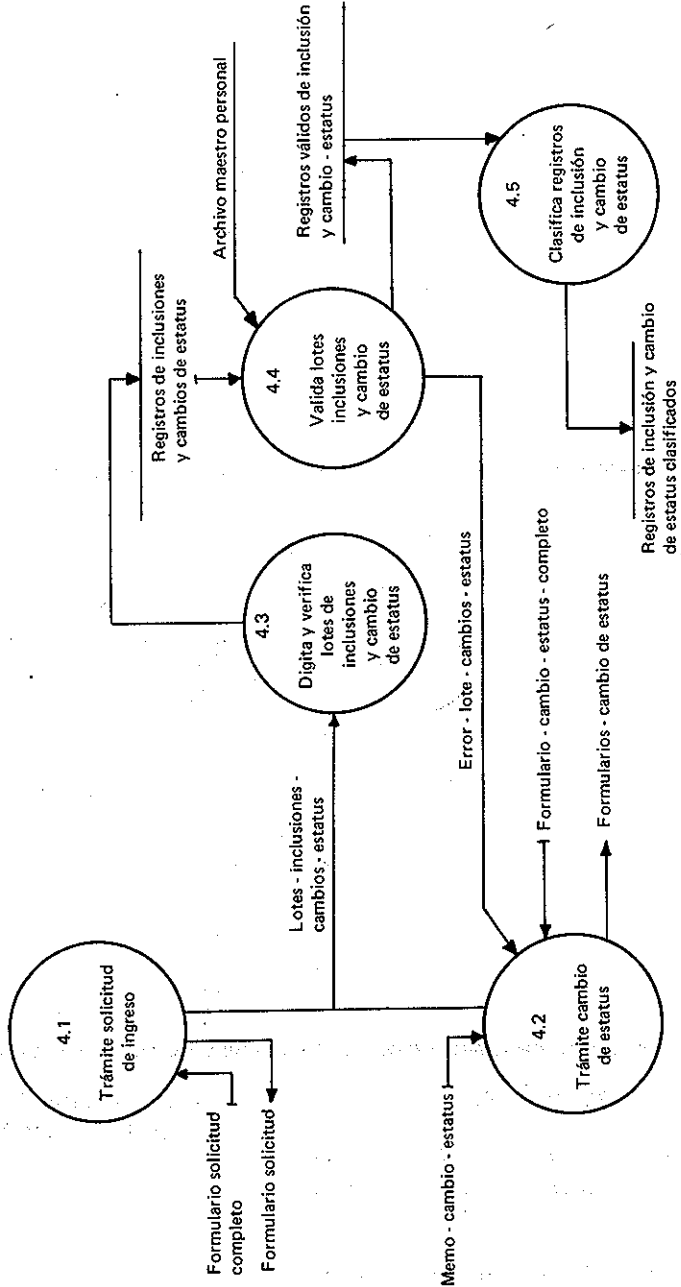 4.1
Trámite solicitud
de ingreso
Formulario solicitud
completo
Formulario solicitud
Lotes - inclusiones -
cambios - estatus
Memo - cambio - estatus
4.2
Trámite cambio
de estatus
Formulario - cambio - estatus - completo
Formularios - cambio de estatus
Error - lote - cambios - estatus
4.3
Digita y verifica
lotes de
inclusiones
y cambio
de estatus
Registros de inclusiones
y cambios de estatus
Archivo maestro personal
4.4
Valida lotes
inclusiones
y cambio
de estatus
Registros válidos de inclusión
y cambio - estatus
4.5
Clasifica registros
de inclusión
y cambio
de estatus
Registros de inclusión y cambio
de estatus clasificados